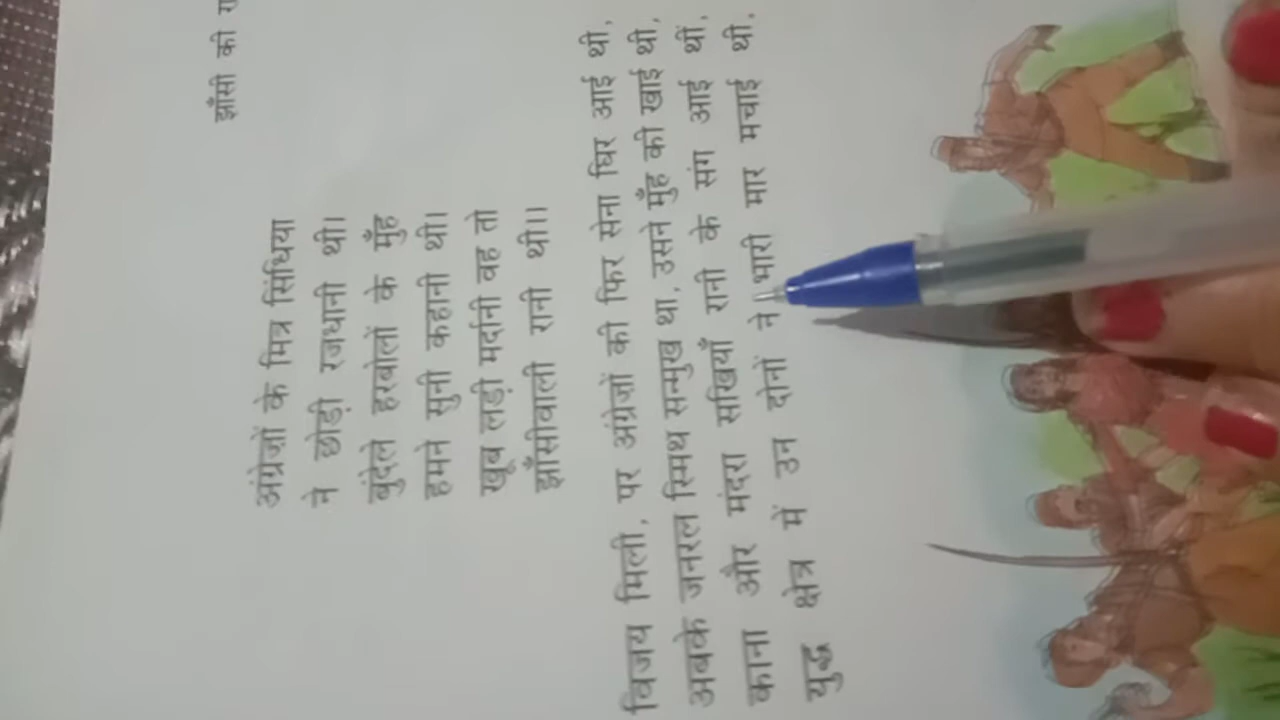 झाँसी की
अंग्रेज़ों के मित्र सिंधिया
ने छोड़ी रजधानी थी।
बुंदेले हरबोलों के मुँह
हमने सुनी कहानी थी।
खूब लड़ी मर्दानी वह तो
झाँसीवाली रानी थी।।
विजय मिली, पर अंग्रेज़ों की फिर सेना घिर आई थी,
अबके जनरल स्मिथ सन्मुख था, उसने मुँह की खाई थी,
काना और मंदरा सखियाँ रानी के संग आई थीं,
युद्ध क्षेत्र में उन दोनों ने भारी मार मचाई थी,